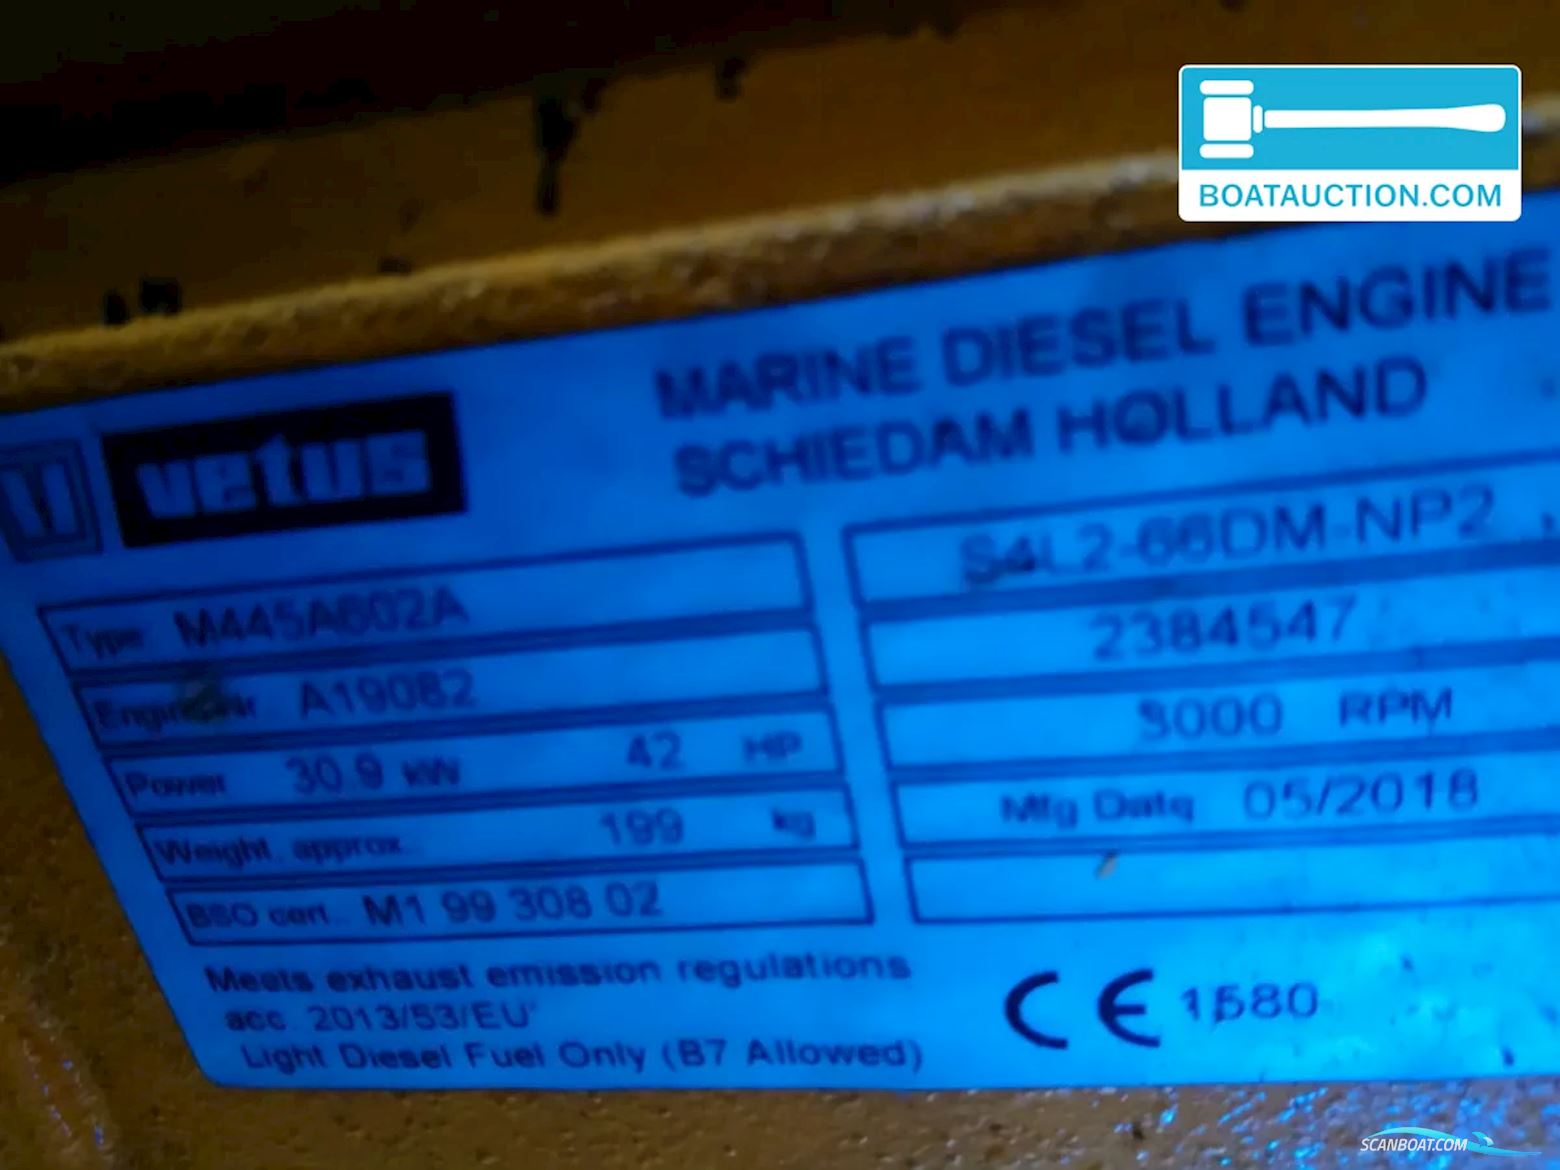 BOATAUCTION.COM
MARINE DIESEL ENGINE
SCHIEDAM HOLLAND
V vetus
Type M445A602A
S4L2-66DM-NP2
Engine Nr A19082
2384547
Power 30.9 kW 42 HP
3000 RPM
Weight approx. 199 kg
Mfg Date 05/2018
BSO cert. M1 99 308 02
Meets exhaust emission regulations
acc 2013/53/EU'
Light Diesel Fuel Only (B7 Allowed)
CE 1580
SCANBOAT.COM